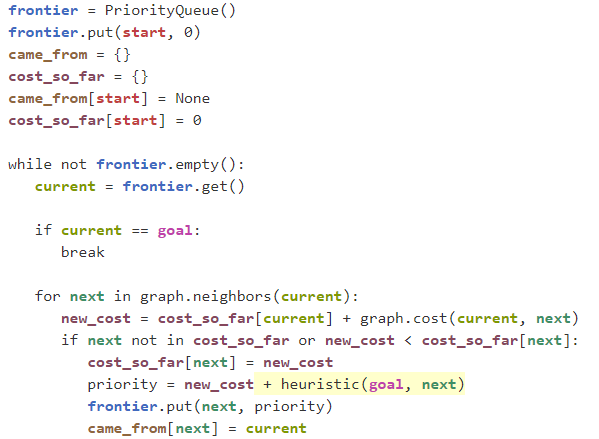 frontier = PriorityQueue()
frontier.put(start, 0)
came_from = {}
cost_so_far = {}
came_from[start] = None
cost_so_far[start] = 0

while not frontier.empty():
   current = frontier.get()

   if current == goal:
      break

   for next in graph.neighbors(current):
      new_cost = cost_so_far[current] + graph.cost(current, next)
      if next not in cost_so_far or new_cost < cost_so_far[next]:
         cost_so_far[next] = new_cost
         priority = new_cost + heuristic(goal, next)
         frontier.put(next, priority)
         came_from[next] = current